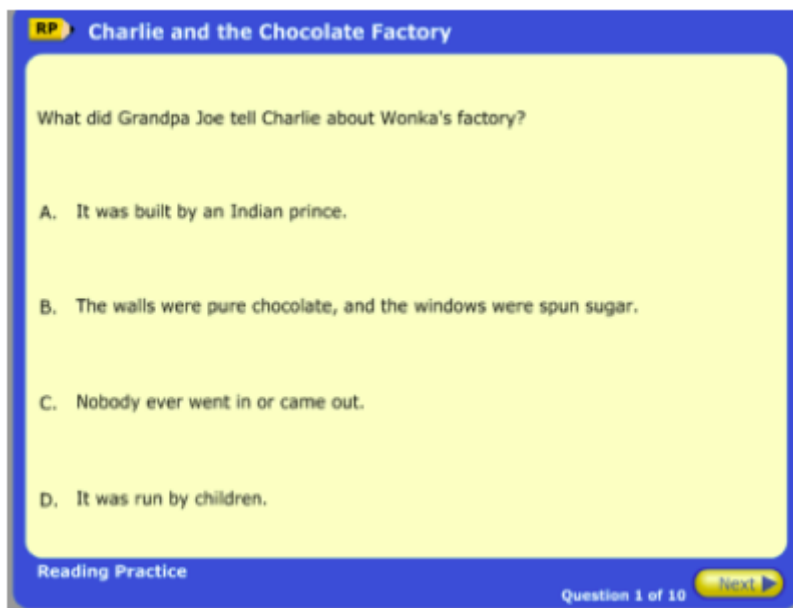 RP Charlie and the Chocolate Factory
What did Grandpa Joe tell Charlie about Wonka's factory?
A. It was built by an Indian prince.
B. The walls were pure chocolate, and the windows were spun sugar.
C. Nobody ever went in or came out.
D. It was run by children.
Reading Practice
Question 1 of 10 Next